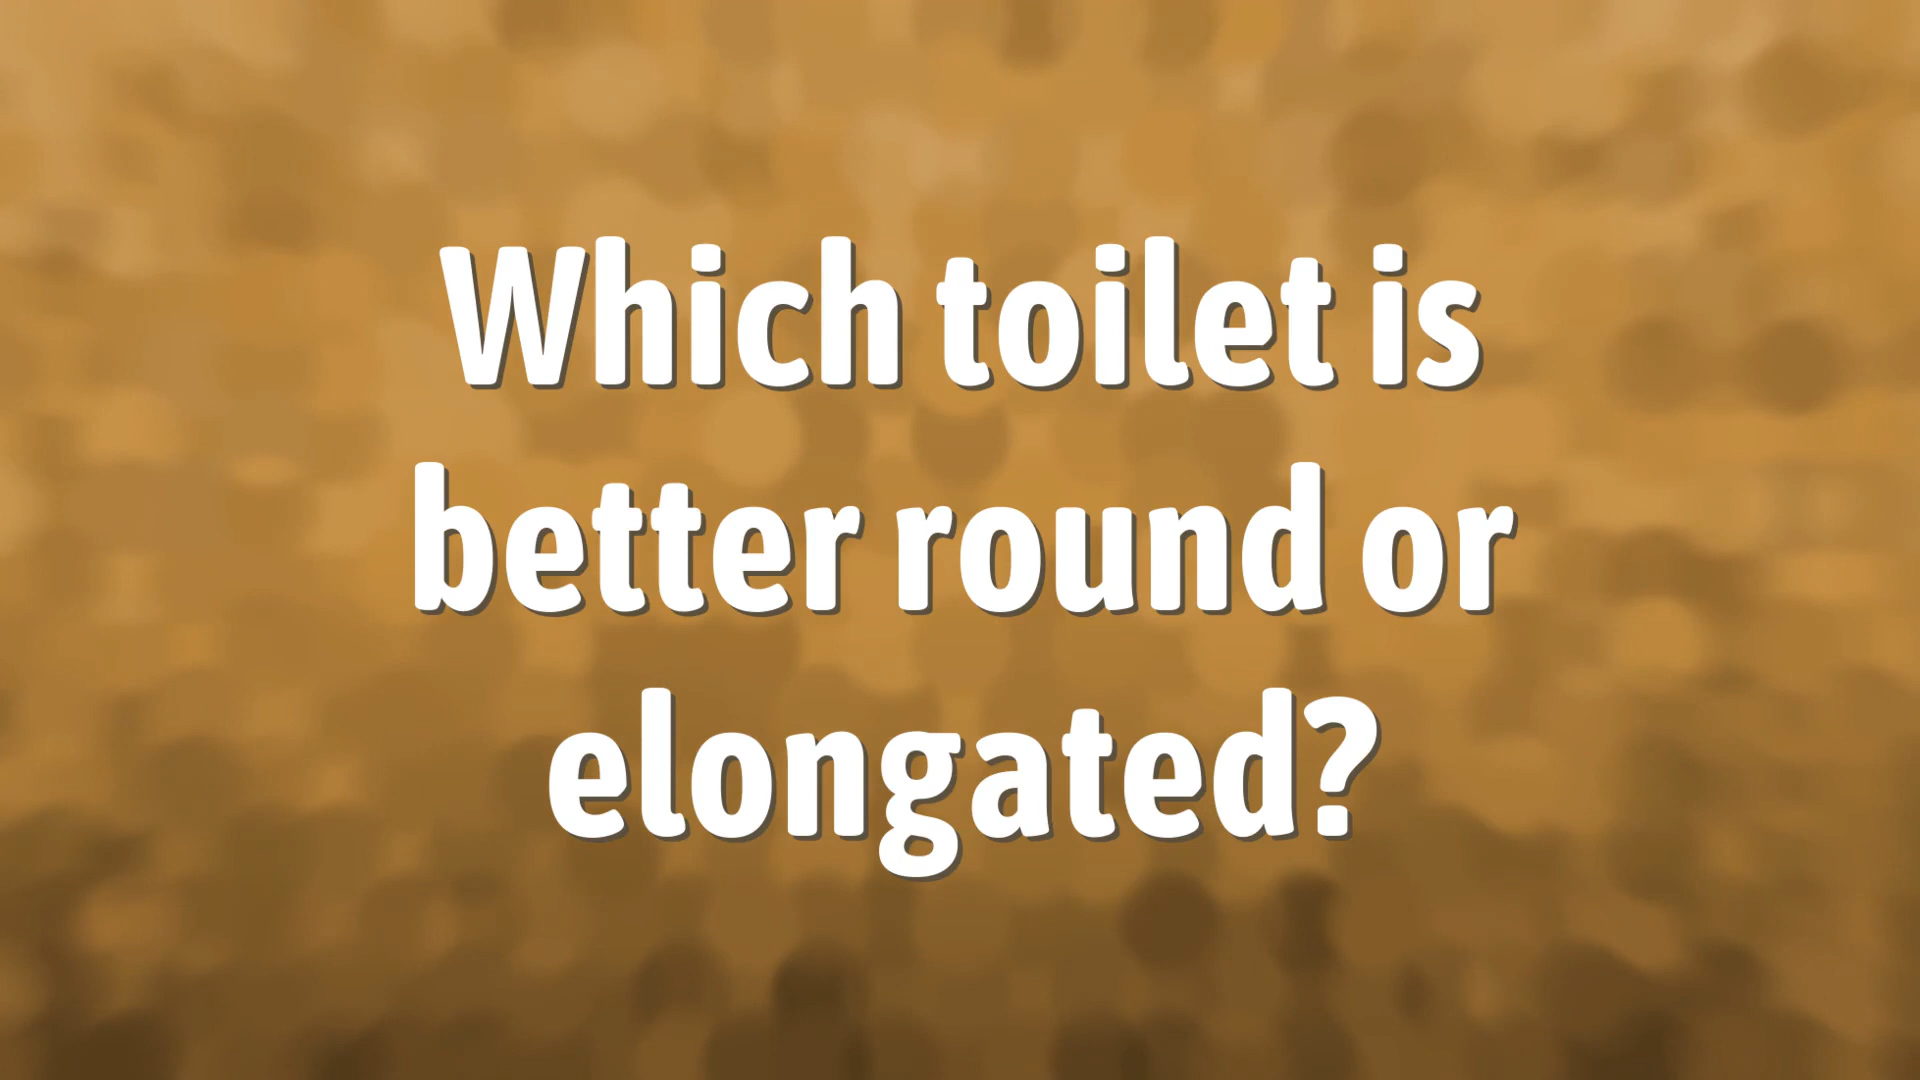 Which toilet is
better round or
elongated?